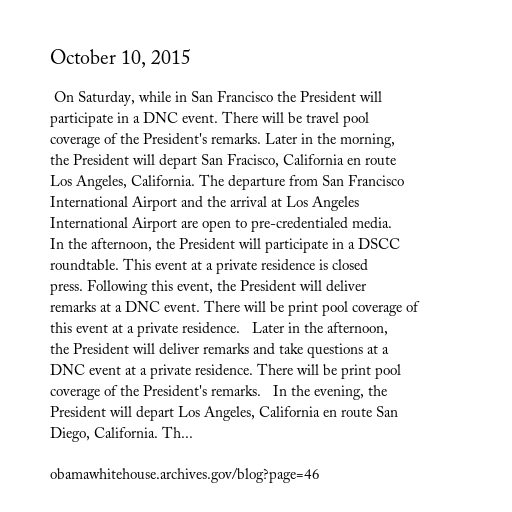 October 10, 2015
On Saturday, while in San Francisco the President will
participate in a DNC event. There will be travel pool
coverage of the President's remarks. Later in the morning,
the President will depart San Fracisco, California en route
Los Angeles, California. The departure from San Francisco
International Airport and the arrival at Los Angeles
International Airport are open to pre-credentialed media.
In the afternoon, the President will participate in a DSCC
roundtable. This event at a private residence is closed
press. Following this event, the President will deliver
remarks at a DNC event. There will be print pool coverage of
this event at a private residence.   Later in the afternoon,
the President will deliver remarks and take questions at a
DNC event at a private residence. There will be print pool
coverage of the President's remarks.   In the evening, the
President will depart Los Angeles, California en route San
Diego, California. Th...
obamawhitehouse.archives.gov/blog?page=46